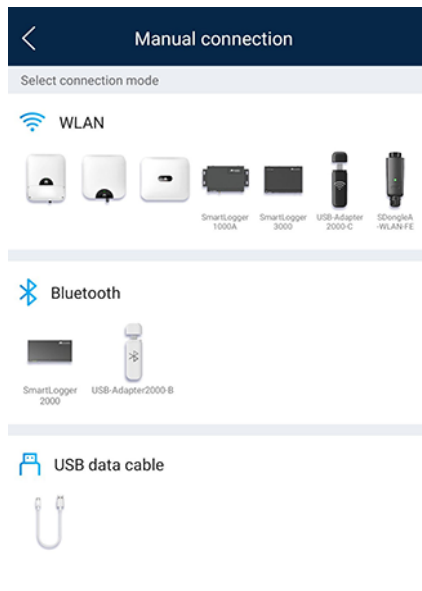 Manual connection
Select connection mode
WLAN
SmartLogger
1000A
SmartLogger
3000
USB-Adapter
2000-C
SDongleA
-WLAN-FE
Bluetooth
SmartLogger
2000
USB-Adapter2000-B
USB data cable